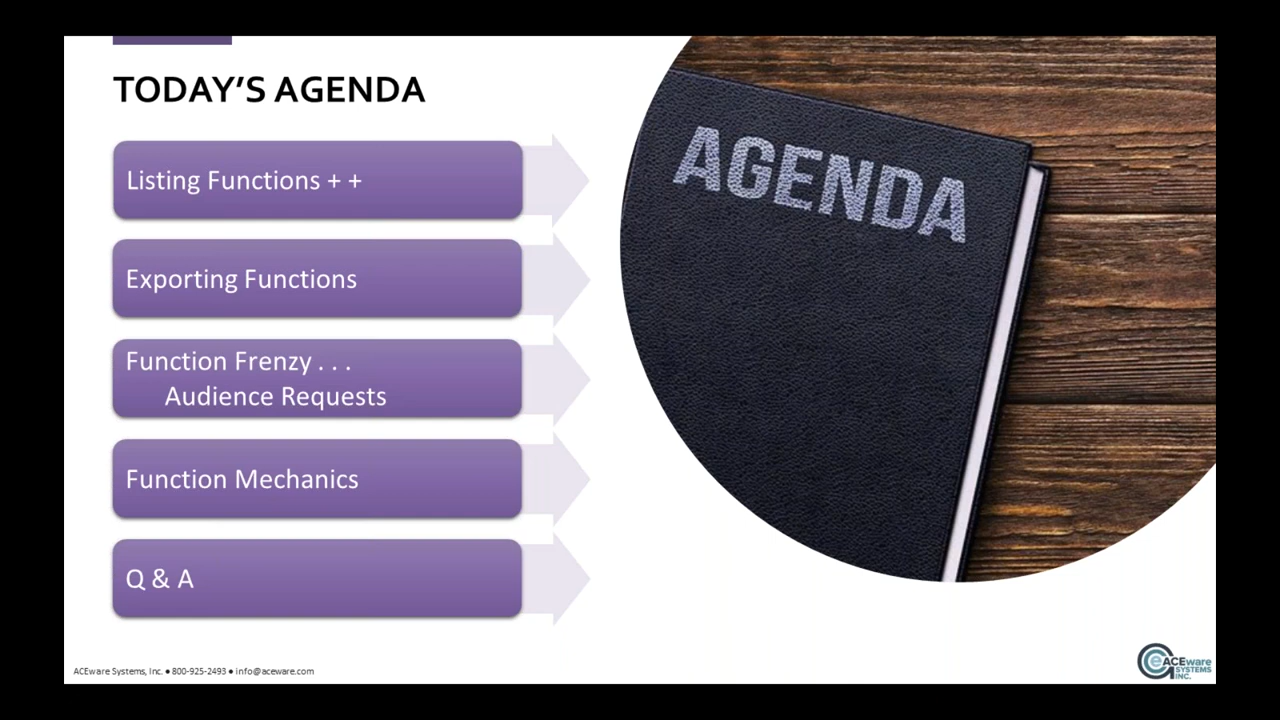 TODAY'S AGENDA
Listing Functions + +
Exporting Functions
Function Frenzy . . .
Audience Requests
Function Mechanics
Q & A
AGENDA
ACEware Systems, Inc. ● 800-925-2493 ● info@aceware.com
e ACEware
SYSTEMS
INC.